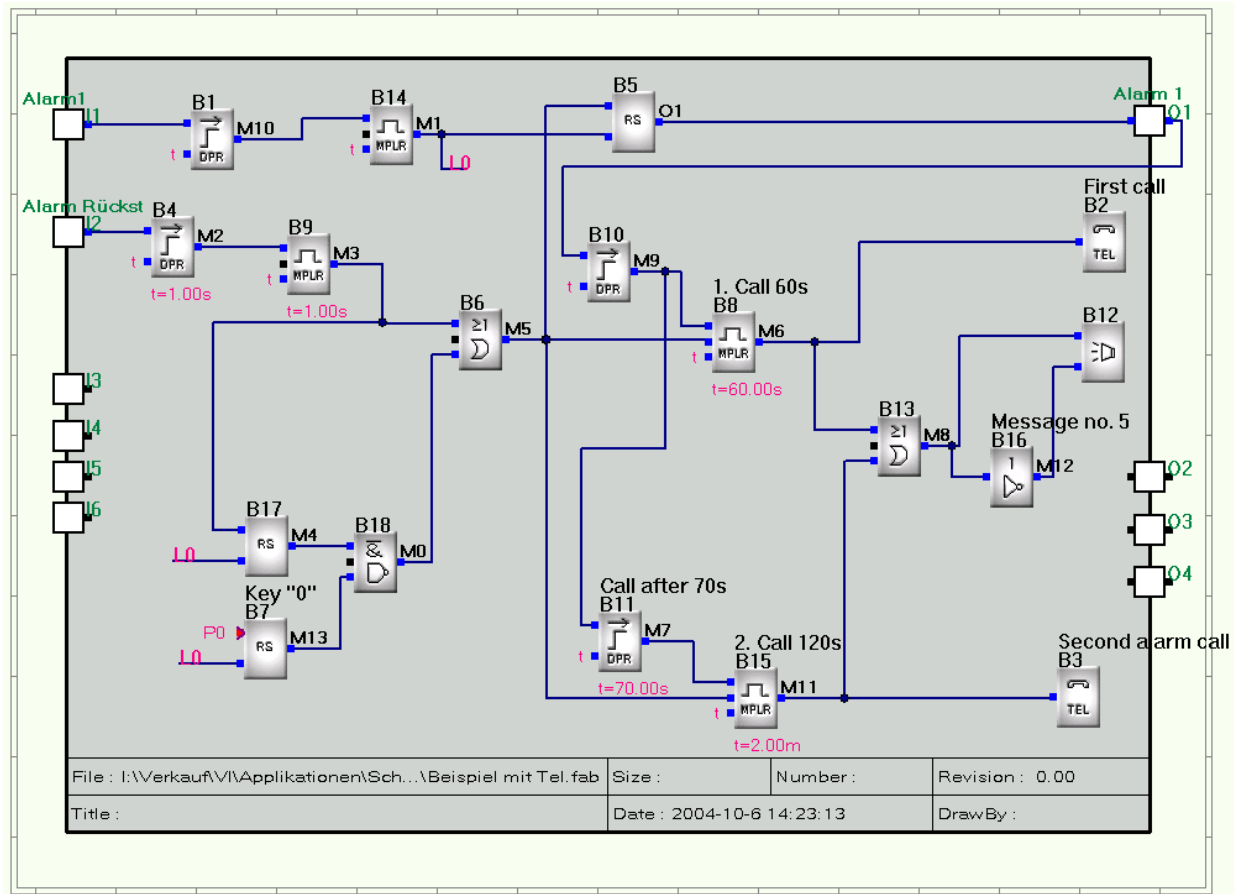 Alarm1
I1
B1
DPR
t
M10
B14
MPLR
t
M1
L0
B5
RS
O1
Alarm 1
O1
Alarm Rückst
I2
B4
DPR
t
t=1.00s
M2
B9
MPLR
t
t=1.00s
M3
B6
≥1
M5
B10
DPR
t
M9
1. Call 60s
B8
MPLR
t
t=60.00s
M6
First call
B2
TEL
B12
B13
≥1
M8
Message no. 5
B16
1
M12
I3
I4
I5
I6
O2
O3
O4
B17
RS
M4
L0
B18
&
M0
Key "0"
B7
RS
P0
L0
M13
Call after 70s
B11
DPR
t
t=70.00s
M7
2. Call 120s
B15
MPLR
t
t=2.00m
M11
Second alarm call
B3
TEL
File : I:\Verkauf\VI\Applikationen\Sch...\Beispiel mit Tel.fab
Size :
Number :
Revision : 0.00
Title :
Date : 2004-10-6 14:23:13
DrawBy :